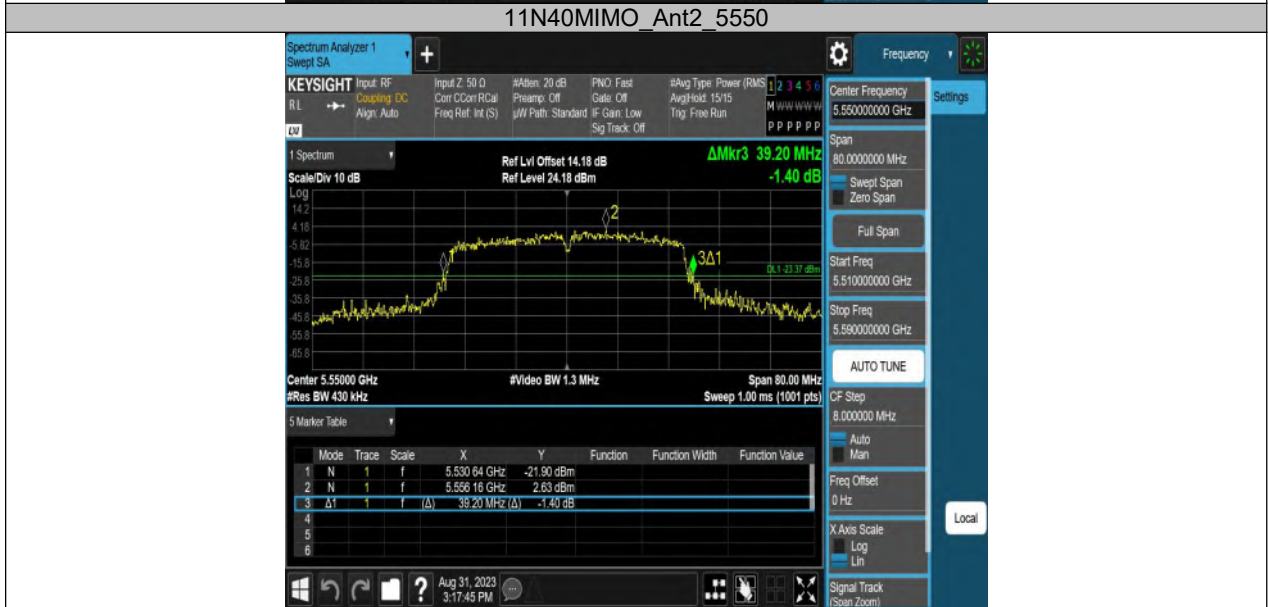 11N40MIMO_Ant2_5550
Spectrum Analyzer 1
Swept SA
+
Frequency
KEYSIGHT
RL
LXI
Input: RF
Coupling: DC
Align: Auto
Input Z: 50 Ω
Corr CCorr RCal
Freq Ref: Int (S)
#Atten: 20 dB
Preamp: Off
µW Path: Standard
PNO: Fast
Gate: Off
IF Gain: Low
Sig Track: Off
#Avg Type: Power (RMS
Avg|Hold: 15/15
Trig: Free Run
1 2 3 4 5 6
M W W W W W
P P P P P P
Center Frequency
5.550000000 GHz
Settings
1 Spectrum
Ref Lvl Offset 14.18 dB
ΔMkr3 39.20 MHz
Scale/Div 10 dB
Ref Level 24.18 dBm
-1.40 dB
Log
14.2
4.18
-5.82
-15.8
-25.8
-35.8
-45.8
-55.8
-65.8
2
3Δ1
DL1 -23.37 dBm
Center 5.55000 GHz
#Video BW 1.3 MHz
Span 80.00 MHz
#Res BW 430 kHz
Sweep 1.00 ms (1001 pts)
Span
80.0000000 MHz
Swept Span
Zero Span
Full Span
Start Freq
5.510000000 GHz
Stop Freq
5.590000000 GHz
AUTO TUNE
CF Step
8.000000 MHz
Auto
Man
Freq Offset
0 Hz
X Axis Scale
Log
Lin
Signal Track
(Span Zoom)
Local
5 Marker Table
Mode Trace Scale X Y Function Function Width Function Value
1 N 1 f 5.530 64 GHz -21.90 dBm
2 N 1 f 5.556 16 GHz 2.63 dBm
3 Δ1 1 f (Δ) 39.20 MHz (Δ) -1.40 dB
4
5
6
?
Aug 31, 2023
3:17:45 PM